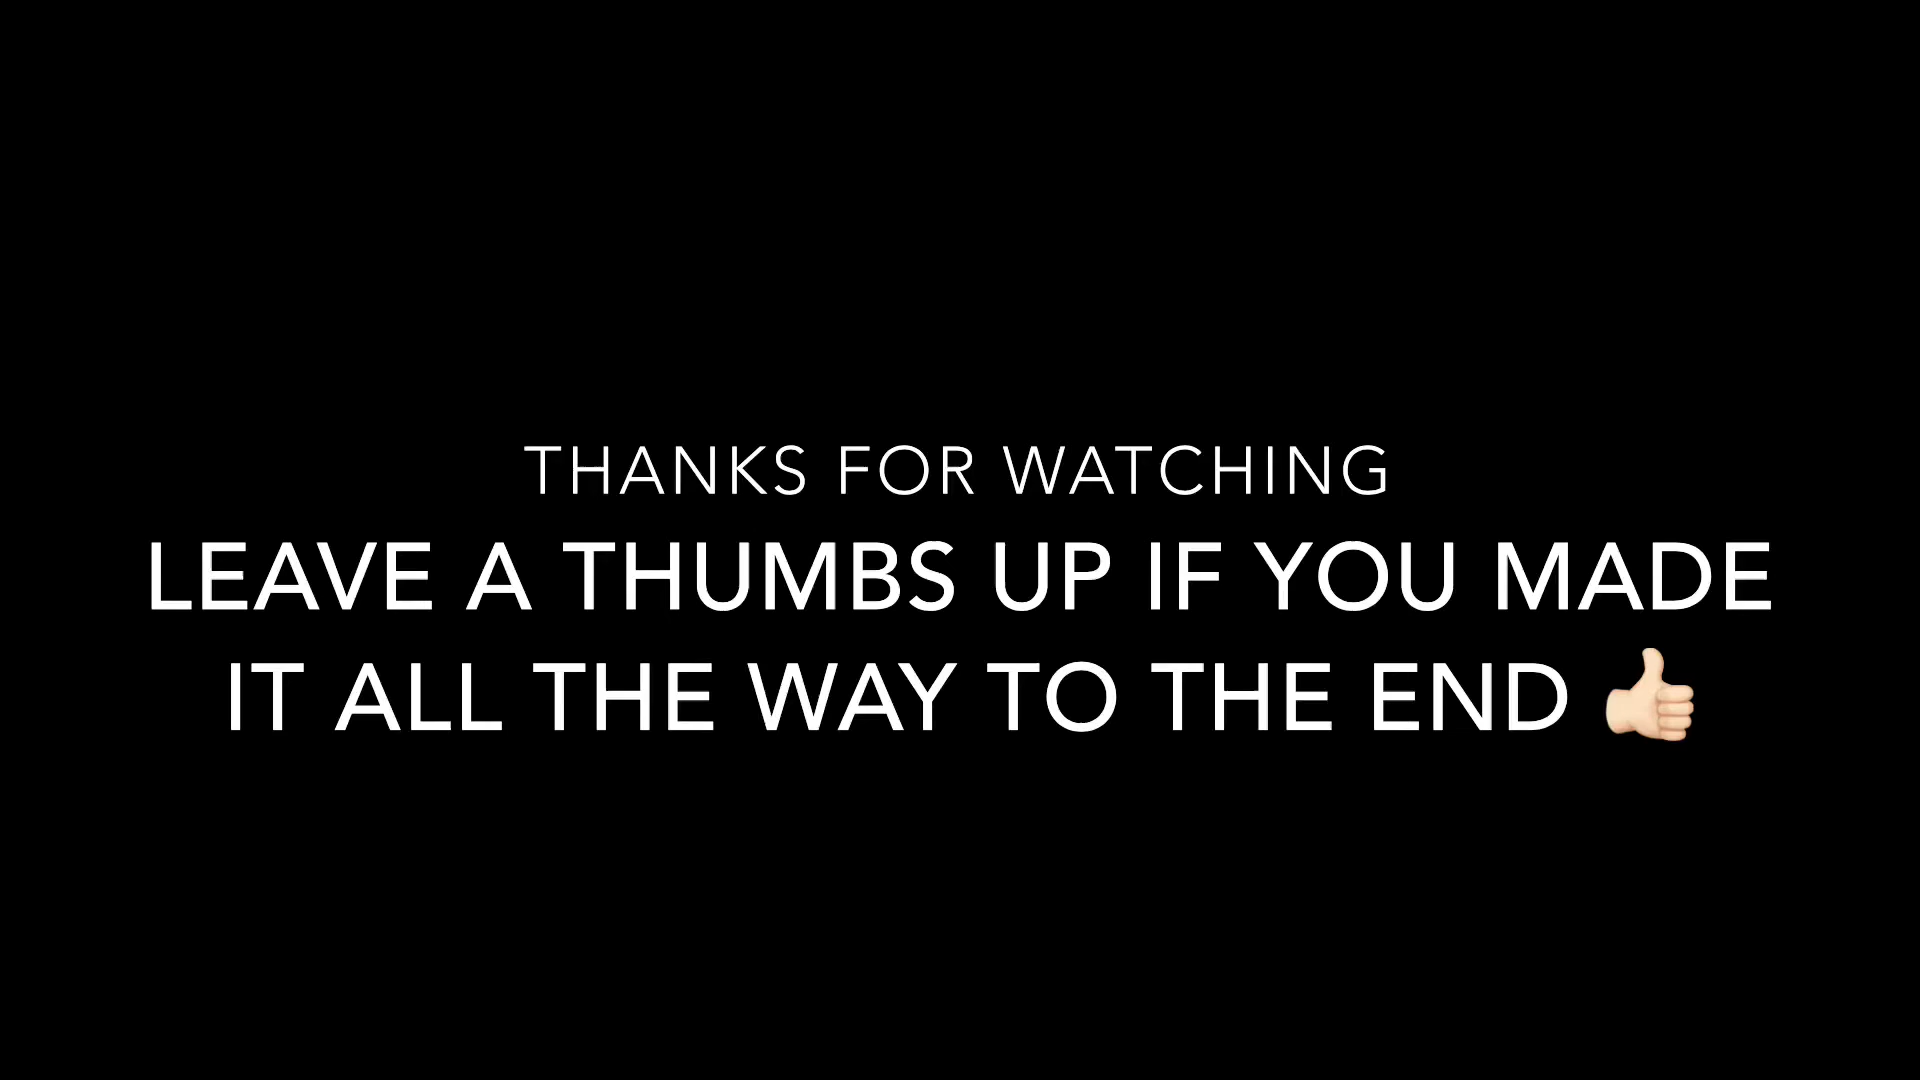 THANKS FOR WATCHING
LEAVE A THUMBS UP IF YOU MADE
IT ALL THE WAY TO THE END 👍🏻